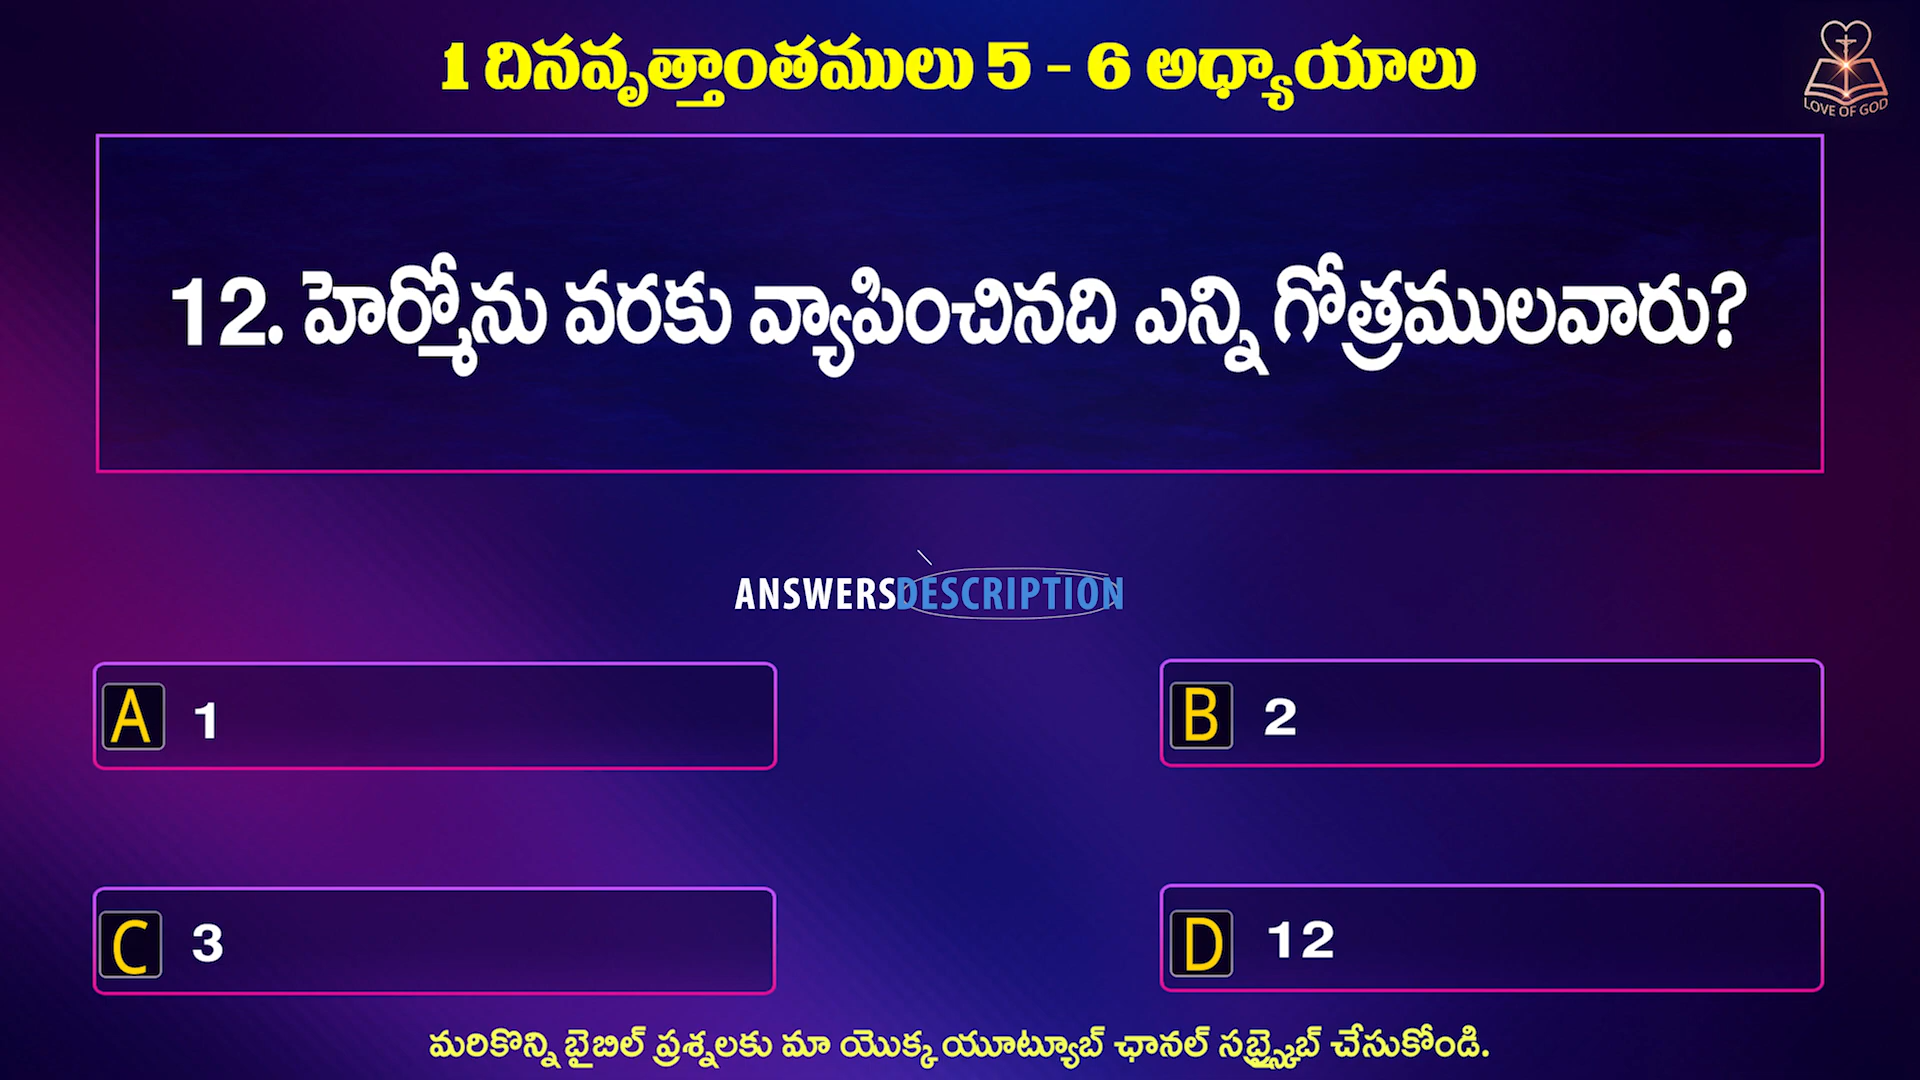 1 దినవృత్తాంతములు 5 - 6 అధ్యాయాలు
LOVE OF GOD
12. హెర్మోను వరకు వ్యాపించినది ఎన్ని గోత్రములవారు?
ANSWERSDESCRIPTION
A 1
B 2
C 3
D 12
మరికొన్ని బైబిల్ ప్రశ్నలకు మా యొక్క యూట్యూబ్ ఛానల్ సబ్స్క్రైబ్ చేసుకోండి.